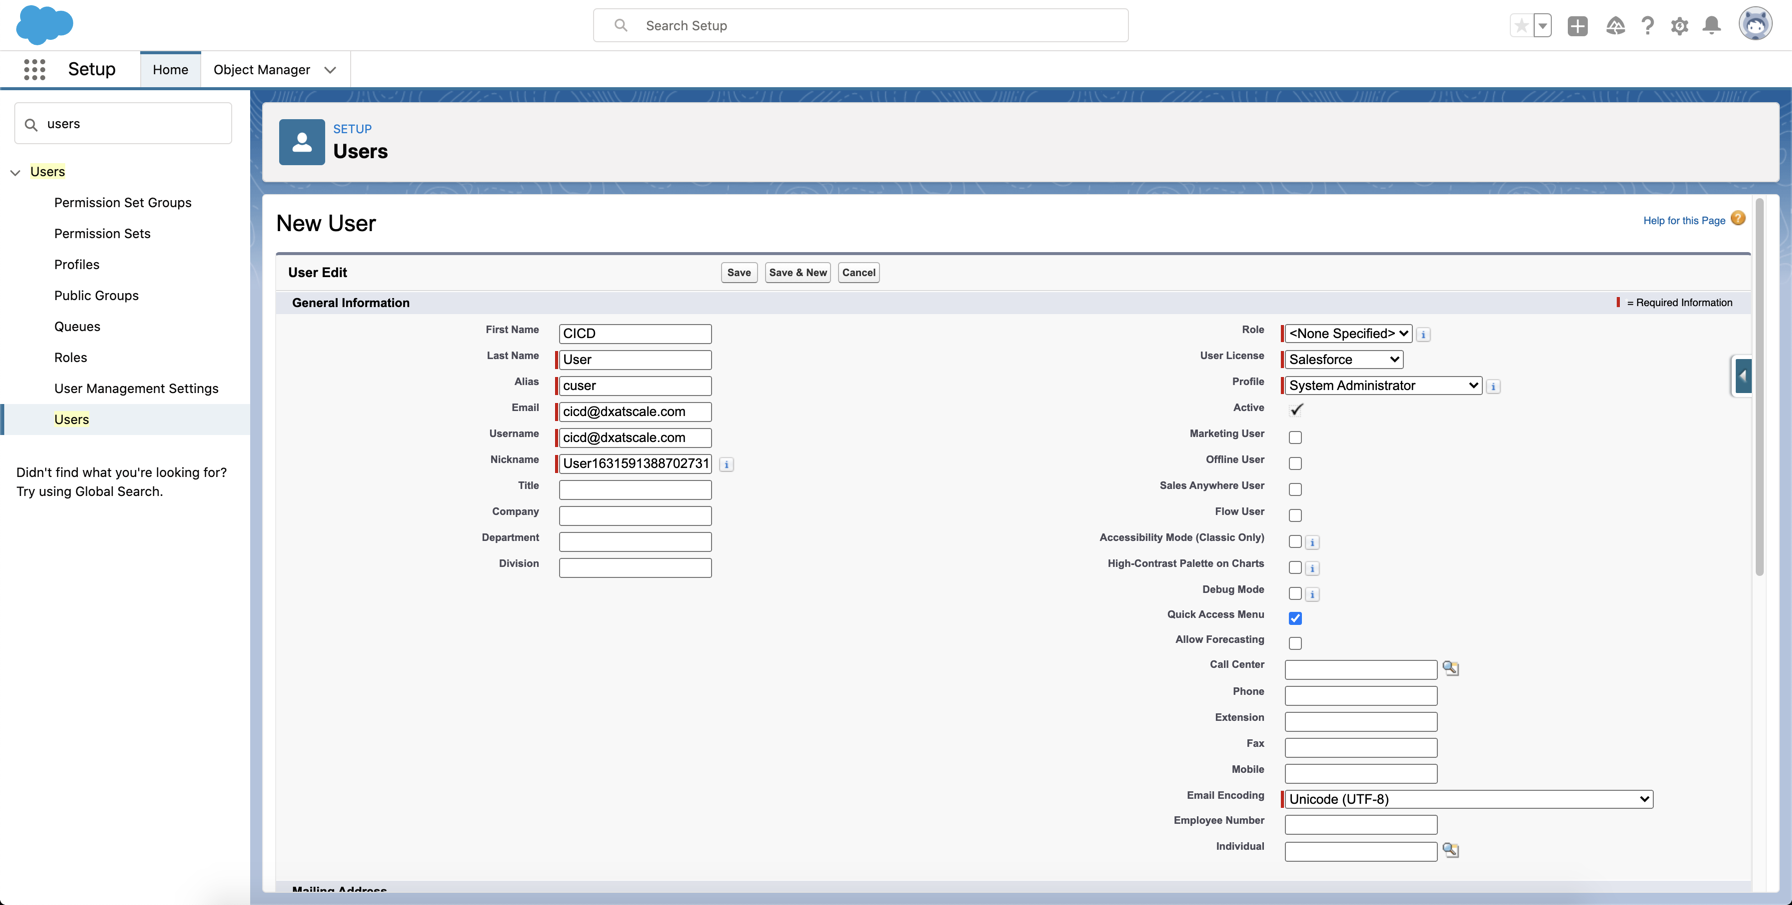 Search Setup
Setup
Home
Object Manager
users
Users
Permission Set Groups
Permission Sets
Profiles
Public Groups
Queues
Roles
User Management Settings
Users
Didn't find what you're looking for?
Try using Global Search.
SETUP
Users
New User
Help for this Page
User Edit
Save
Save & New
Cancel
General Information
= Required Information
First Name CICD
Last Name User
Alias cuser
Email cicd@dxatscale.com
Username cicd@dxatscale.com
Nickname User1631591388702731
Title
Company
Department
Division
Role <None Specified>
User License Salesforce
Profile System Administrator
Active
Marketing User
Offline User
Sales Anywhere User
Flow User
Accessibility Mode (Classic Only)
High-Contrast Palette on Charts
Debug Mode
Quick Access Menu
Allow Forecasting
Call Center
Phone
Extension
Fax
Mobile
Email Encoding Unicode (UTF-8)
Employee Number
Individual
Mailing Address